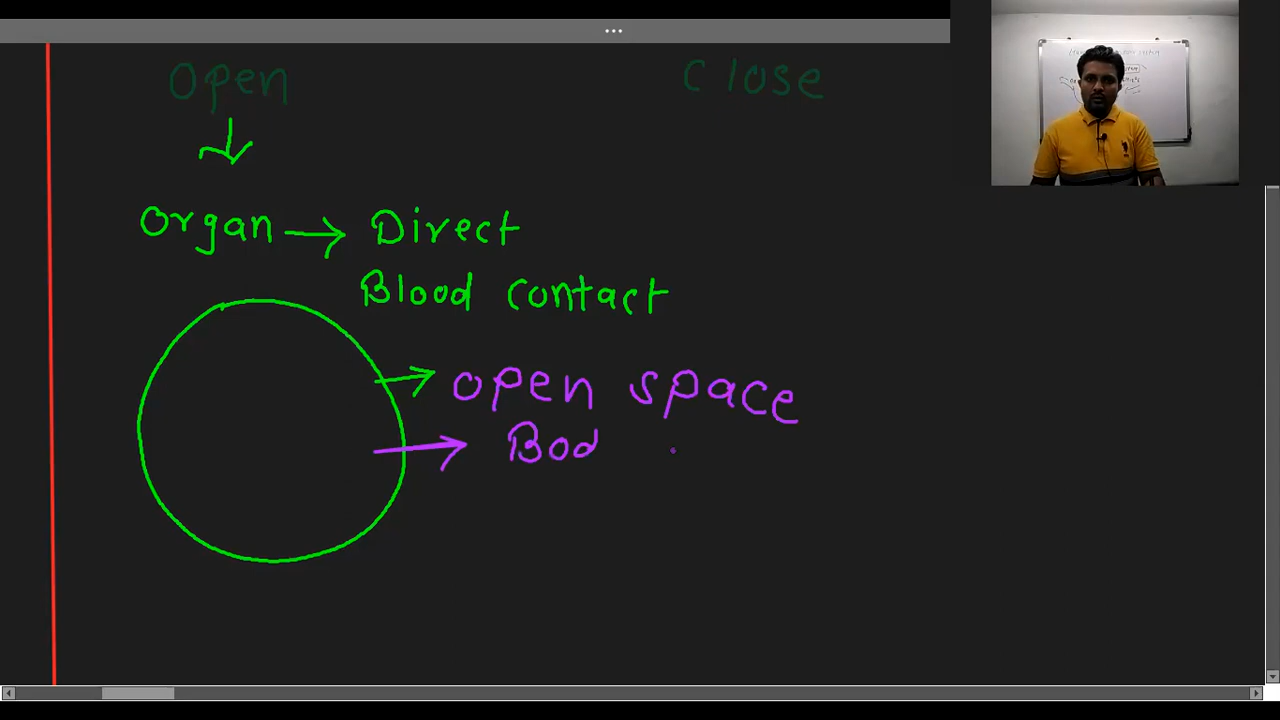 Open
Close
Organ → Direct
Blood contact
open space
Bod